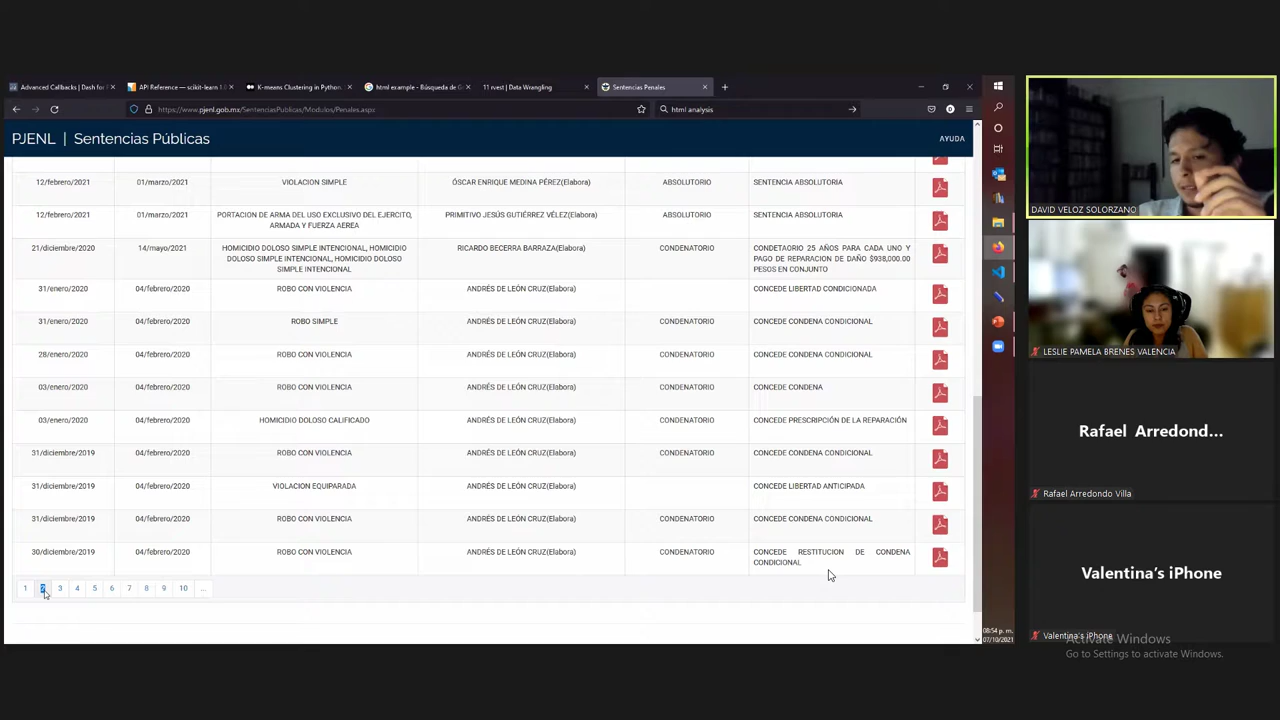 Advanced Callbacks | Dash for
API Reference — scikit-learn 1.0
K-means Clustering in Python:
html example - Búsqueda de Go
11 rvest | Data Wrangling
Sentencias Penales
https://www.pjenl.gob.mx/SentenciasPublicas/Modulos/Penales.aspx
html analysis
PJENL | Sentencias Públicas
AYUDA
12/febrero/2021 01/marzo/2021 VIOLACION SIMPLE ÓSCAR ENRIQUE MEDINA PÉREZ(Elabora) ABSOLUTORIO SENTENCIA ABSOLUTORIA
12/febrero/2021 01/marzo/2021 PORTACION DE ARMA DEL USO EXCLUSIVO DEL EJERCITO, PRIMITIVO JESÚS GUTIÉRREZ VÉLEZ(Elabora) ABSOLUTORIO SENTENCIA ABSOLUTORIA
ARMADA Y FUERZA AEREA
21/diciembre/2020 14/mayo/2021 HOMICIDIO DOLOSO SIMPLE INTENCIONAL, HOMICIDIO RICARDO BECERRA BARRAZA(Elabora) CONDENATORIO CONDETAORIO 25 AÑOS PARA CADA UNO Y
DOLOSO SIMPLE INTENCIONAL, HOMICIDIO DOLOSO PAGO DE REPARACION DE DAÑO $938,000.00
SIMPLE INTENCIONAL PESOS EN CONJUNTO
31/enero/2020 04/febrero/2020 ROBO CON VIOLENCIA ANDRÉS DE LEÓN CRUZ(Elabora) CONCEDE LIBERTAD CONDICIONADA
31/enero/2020 04/febrero/2020 ROBO SIMPLE ANDRÉS DE LEÓN CRUZ(Elabora) CONDENATORIO CONCEDE CONDENA CONDICIONAL
28/enero/2020 04/febrero/2020 ROBO CON VIOLENCIA ANDRÉS DE LEÓN CRUZ(Elabora) CONDENATORIO CONCEDE CONDENA CONDICIONAL
03/enero/2020 04/febrero/2020 ROBO CON VIOLENCIA ANDRÉS DE LEÓN CRUZ(Elabora) CONDENATORIO CONCEDE CONDENA
03/enero/2020 04/febrero/2020 HOMICIDIO DOLOSO CALIFICADO ANDRÉS DE LEÓN CRUZ(Elabora) CONDENATORIO CONCEDE PRESCRIPCIÓN DE LA REPARACIÓN
31/diciembre/2019 04/febrero/2020 ROBO CON VIOLENCIA ANDRÉS DE LEÓN CRUZ(Elabora) CONDENATORIO CONCEDE CONDENA CONDICIONAL
31/diciembre/2019 04/febrero/2020 VIOLACION EQUIPARADA ANDRÉS DE LEÓN CRUZ(Elabora) CONCEDE LIBERTAD ANTICIPADA
31/diciembre/2019 04/febrero/2020 ROBO CON VIOLENCIA ANDRÉS DE LEÓN CRUZ(Elabora) CONDENATORIO CONCEDE CONDENA CONDICIONAL
30/diciembre/2019 04/febrero/2020 ROBO CON VIOLENCIA ANDRÉS DE LEÓN CRUZ(Elabora) CONDENATORIO CONCEDE RESTITUCION DE CONDENA
CONDICIONAL
1 2 3 4 5 6 7 8 9 10 ...
08:54 p. m.
07/10/2021
DAVID VELOZ SOLORZANO
LESLIE PAMELA BRENES VALENCIA
Rafael Arredond...
Rafael Arredondo Villa
Valentina's iPhone
Valentina's iPhone
Activate Windows
Go to Settings to activate Windows.